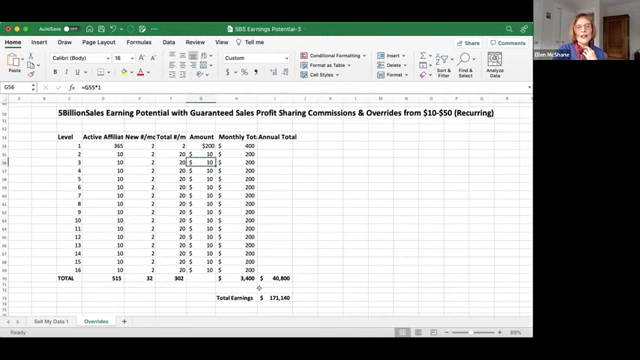 AutoSave OFF 5BS Earnings Potential-3
Home Insert Draw Page Layout Formulas Data Review View Tell me Share Comments
Paste Calibri (Body) 16 Conditional Formatting Cells Editing Analyze Data
Format as Table Sort & Filter Find & Select
Cell Styles
Ellen McShane
G56 fx =G55*1
5BillionSales Earning Potential with Guaranteed Sales Profit Sharing Commissions & Overrides from $10-$50 (Recurring)
Level Active Affiliat New #/mo Total #/m Amount Monthly Tot Annual Total
1 365 2 2 $200 $ 400
2 10 2 20 $ 10 $ 200
3 10 2 20 $ 10 $ 200
4 10 2 20 $ 10 $ 200
5 10 2 20 $ 10 $ 200
6 10 2 20 $ 10 $ 200
7 10 2 20 $ 10 $ 200
8 10 2 20 $ 10 $ 200
9 10 2 20 $ 10 $ 200
10 10 2 20 $ 10 $ 200
11 10 2 20 $ 10 $ 200
12 10 2 20 $ 10 $ 200
13 10 2 20 $ 10 $ 200
14 10 2 20 $ 10 $ 200
15 10 2 20 $ 10 $ 200
16 10 2 20 $ 10 $ 200
TOTAL 515 32 302 $ 3,400 $ 40,800
Total Earnings $ 171,140
Sell My Data 1 Overrides +
Ready